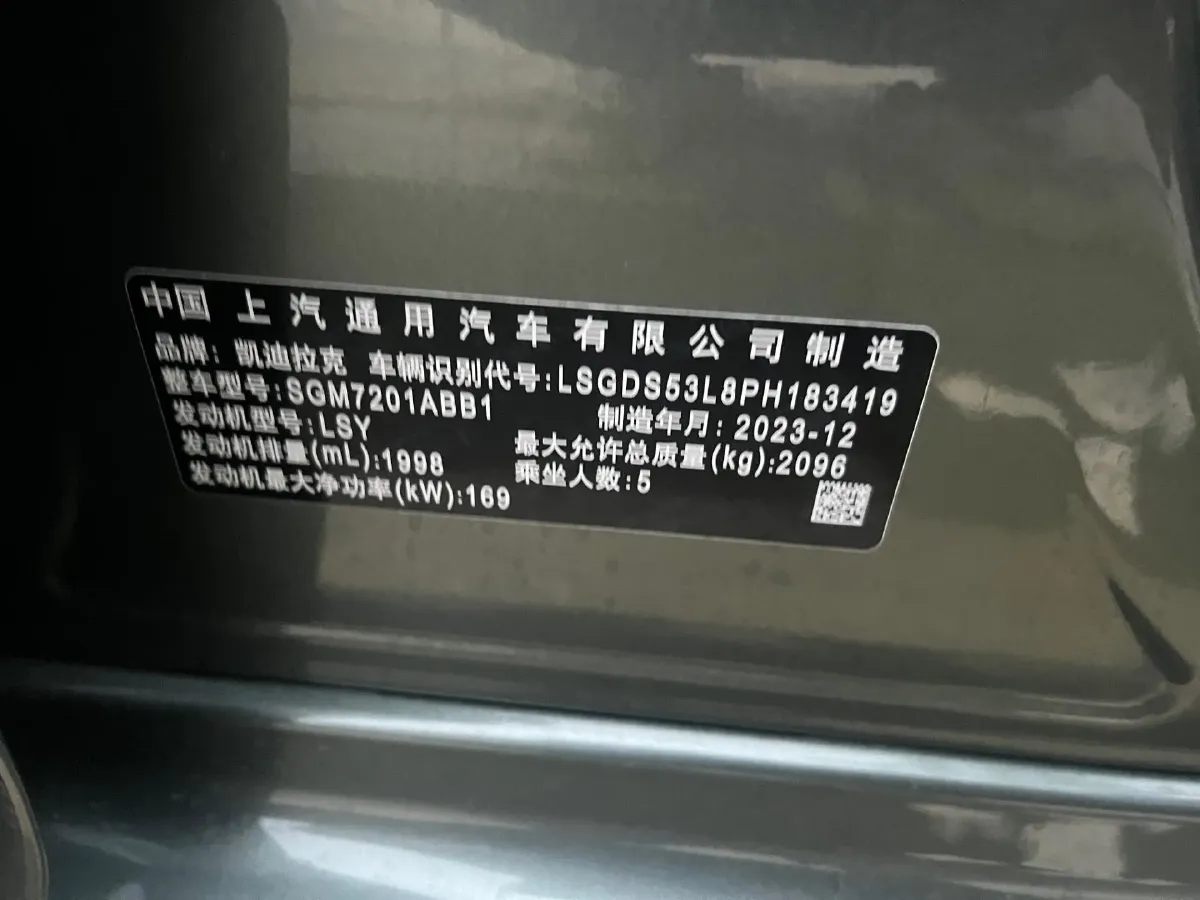 中国 上汽通用汽车有限公司制造
品牌：凯迪拉克 车辆识别代号：LSGDS53L8PH183419
整车型号：SGM7201ABB1 制造年月：2023-12
发动机型号：LSY 最大允许总质量(kg)：2096
发动机排量(mL)：1998 乘坐人数：5
发动机最大净功率(kW)：169